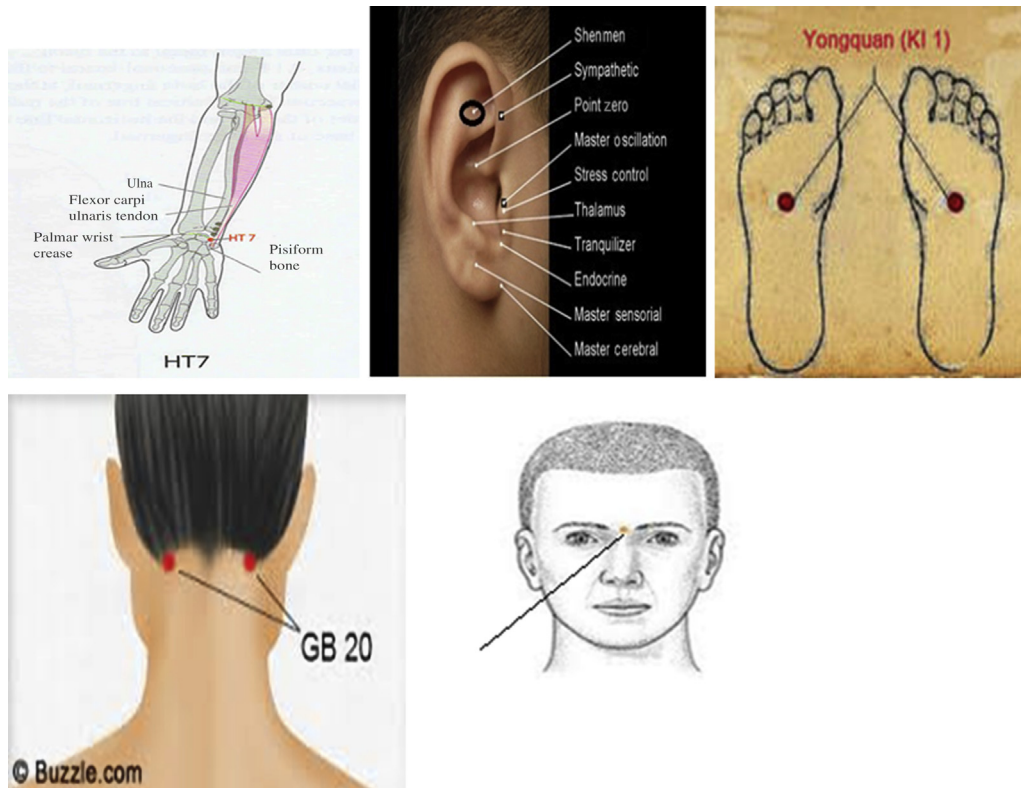 Ulna
Flexor carpi
ulnaris tendon
Palmar wrist
crease
HT 7
Pisiform
bone
HT7
Shenmen
Sympathetic
Point zero
Master oscillation
Stress control
Thalamus
Tranquilizer
Endocrine
Master sensorial
Master cerebral
Yongquan (KI 1)
GB 20
© Buzzle.com